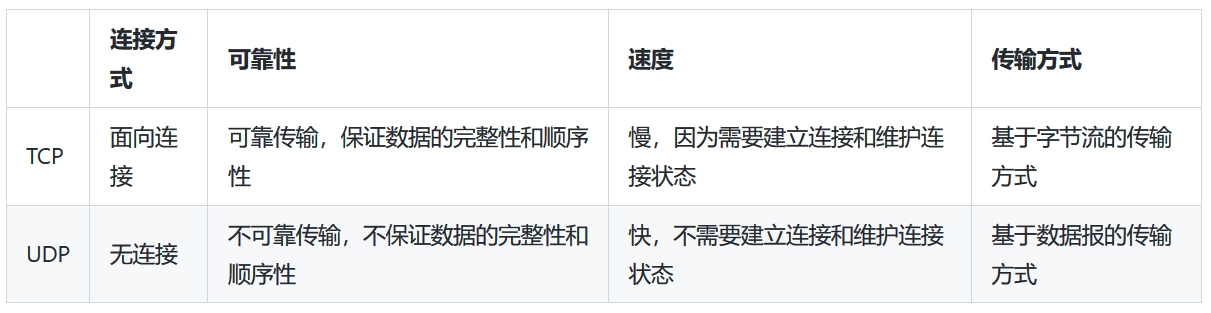 连接方
式
可靠性
速度
传输方式
TCP
面向连
接
可靠传输，保证数据的完整性和顺序
性
慢，因为需要建立连接和维护连
接状态
基于字节流的传输
方式
UDP
无连接
不可靠传输，不保证数据的完整性和
顺序性
快，不需要建立连接和维护连接
状态
基于数据报的传输
方式